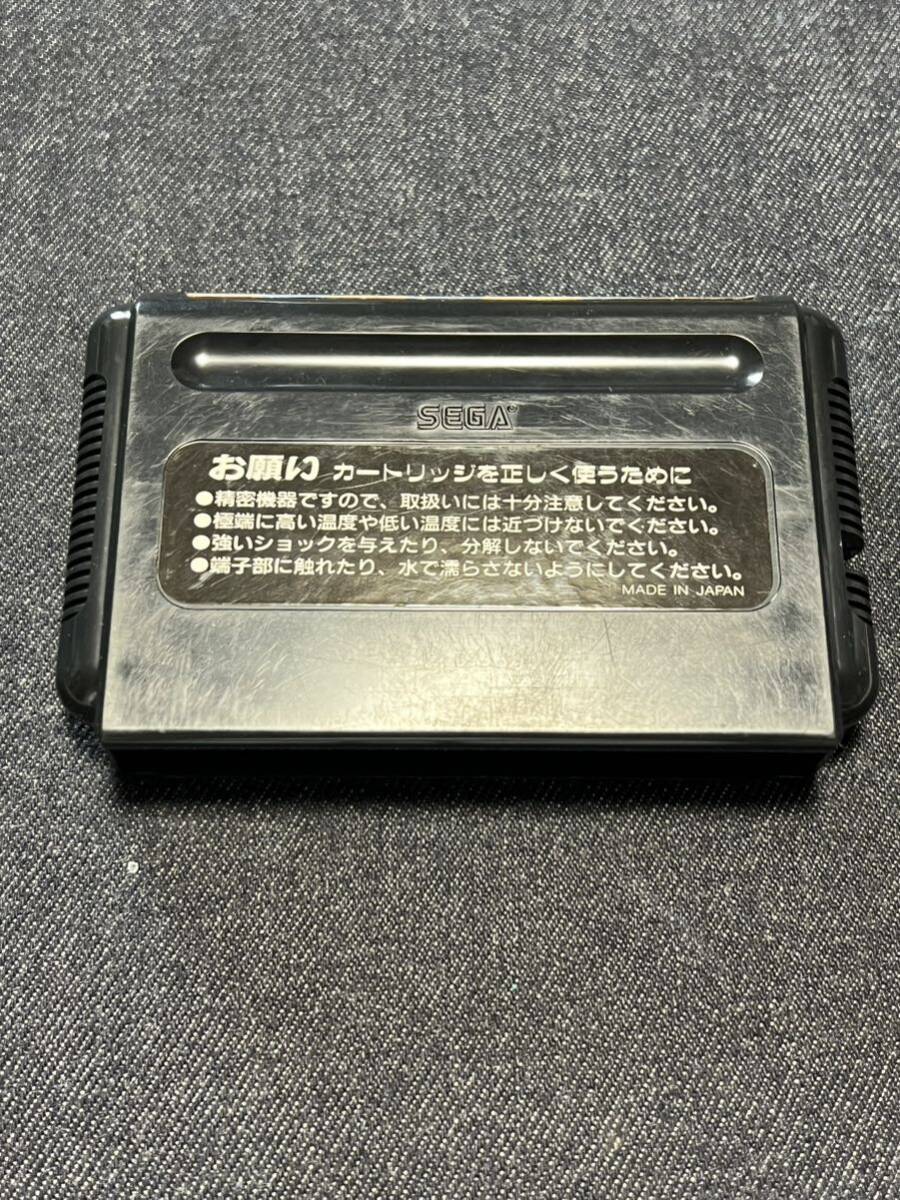 SEGA
お願い カートリッジを正しく使うために
●精密機器ですので、取扱いには十分注意してください。
●極端に高い温度や低い温度には近づけないでください。
●強いショックを与えたり、分解しないでください。
●端子部に触れたり、水で濡らさないようにしてください。
MADE IN JAPAN